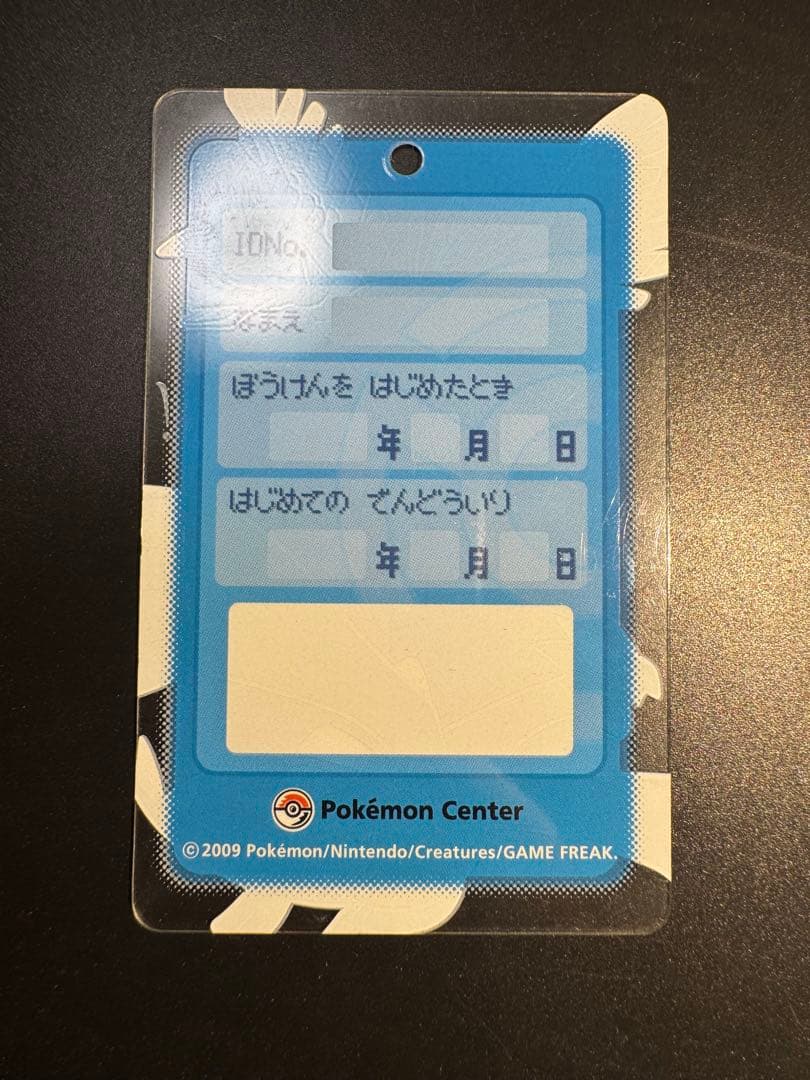 IDNo.
なまえ
ぼうけんを はじめたとき
年 月 日
はじめての でんどういり
年 月 日
Pokémon Center
©2009 Pokémon/Nintendo/Creatures/GAME FREAK.